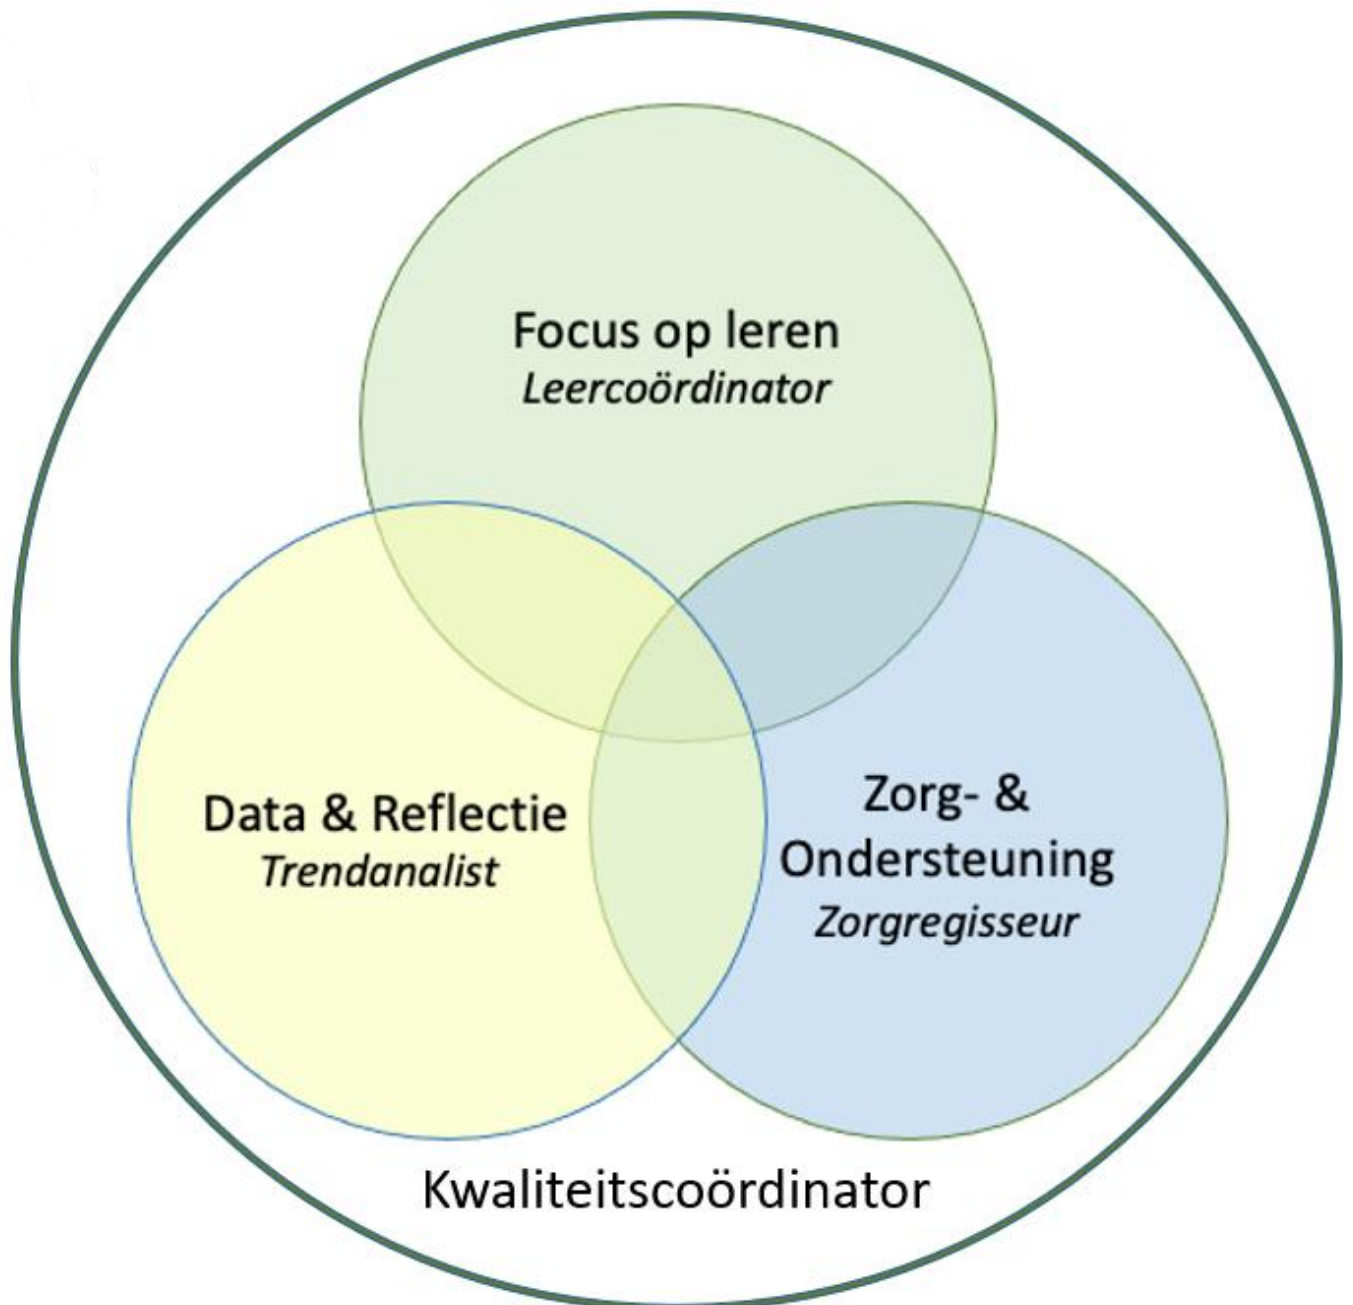 Focus op leren
Leercoördinator
Data & Reflectie
Trendanalist
Zorg- &
Ondersteuning
Zorgregisseur
Kwaliteitscoördinator